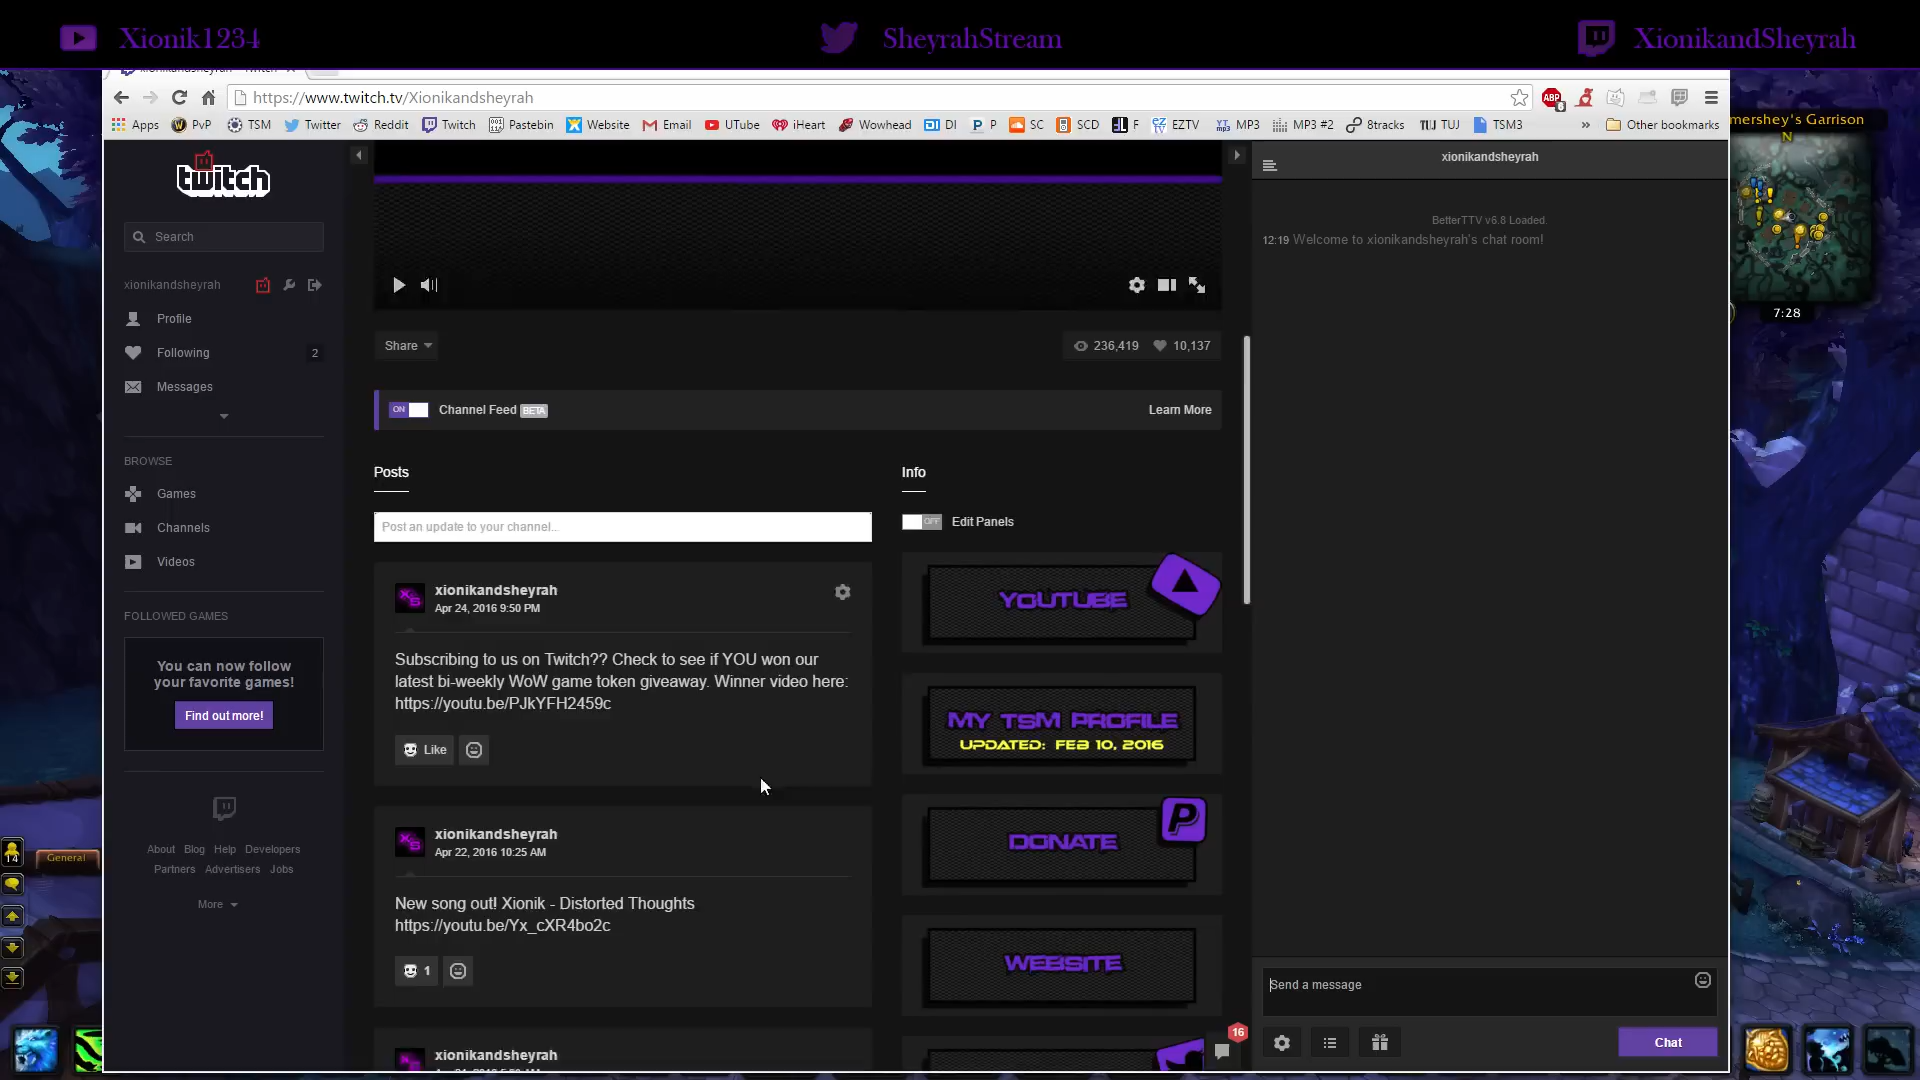 Xionik1234
SheyrahStream
XionikandSheyrah
https://www.twitch.tv/Xionikandsheyrah
ABP
Apps
PvP
TSM
Twitter
Reddit
Twitch
Pastebin
Website
Email
UTube
iHeart
Wowhead
DI
P
SC
SCD
F
EZTV
MP3
MP3 #2
8tracks
TUJ
TSM3
»
Other bookmarks
mershey's Garrison
N
7:28
twitch
Search
xionikandsheyrah
Profile
Following 2
Messages
BROWSE
Games
Channels
Videos
FOLLOWED GAMES
You can now follow
your favorite games!
Find out more!
About Blog Help Developers
Partners Advertisers Jobs
More
Share
236,419
10,137
ON
Channel Feed BETA
Learn More
Posts
Post an update to your channel...
xionikandsheyrah
Apr 24, 2016 9:50 PM
Subscribing to us on Twitch?? Check to see if YOU won our
latest bi-weekly WoW game token giveaway. Winner video here:
https://youtu.be/PJkYFH2459c
Like
xionikandsheyrah
Apr 22, 2016 10:25 AM
New song out! Xionik - Distorted Thoughts
https://youtu.be/Yx_cXR4bo2c
1
xionikandsheyrah
Info
OFF
Edit Panels
YOUTUBE
MY TSM PROFILE
UPDATED: FEB 10, 2016
DONATE
P
WEBSITE
xionikandsheyrah
BetterTTV v6.8 Loaded.
12:19 Welcome to xionikandsheyrah's chat room!
Send a message
16
Chat
14
General